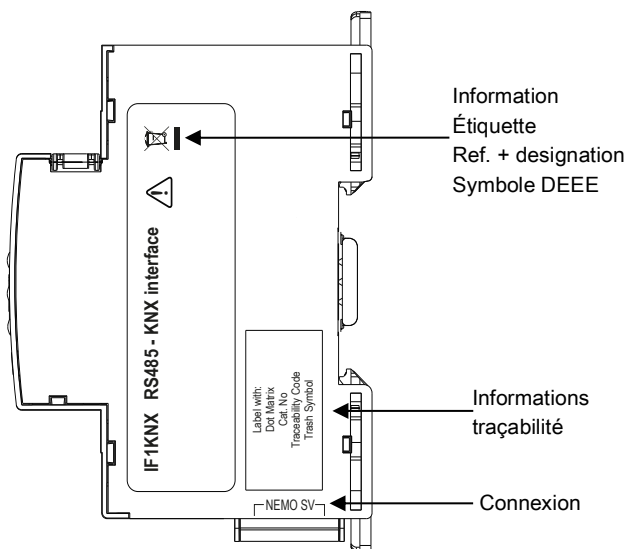 Information
Étiquette
Ref. + designation
Symbole DEEE
IF1KNX RS485 - KNX interface
Label with:
Dot Matrix
Cat. No
Traceability Code
Trash Symbol
Informations
traçabilité
NEMO SV
Connexion